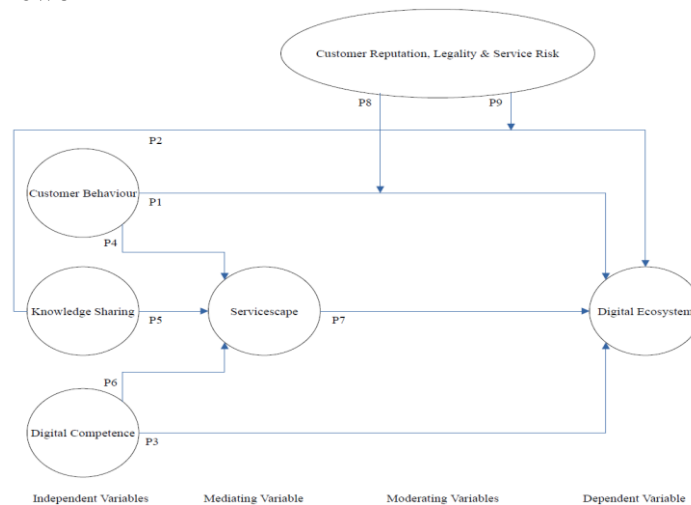 Customer Reputation, Legality & Service Risk
P8
P9
P2
Customer Behaviour
P1
P4
Knowledge Sharing
P5
Servicescape
P7
Digital Ecosystem
P6
Digital Competence
P3
Independent Variables
Mediating Variable
Moderating Variables
Dependent Variable